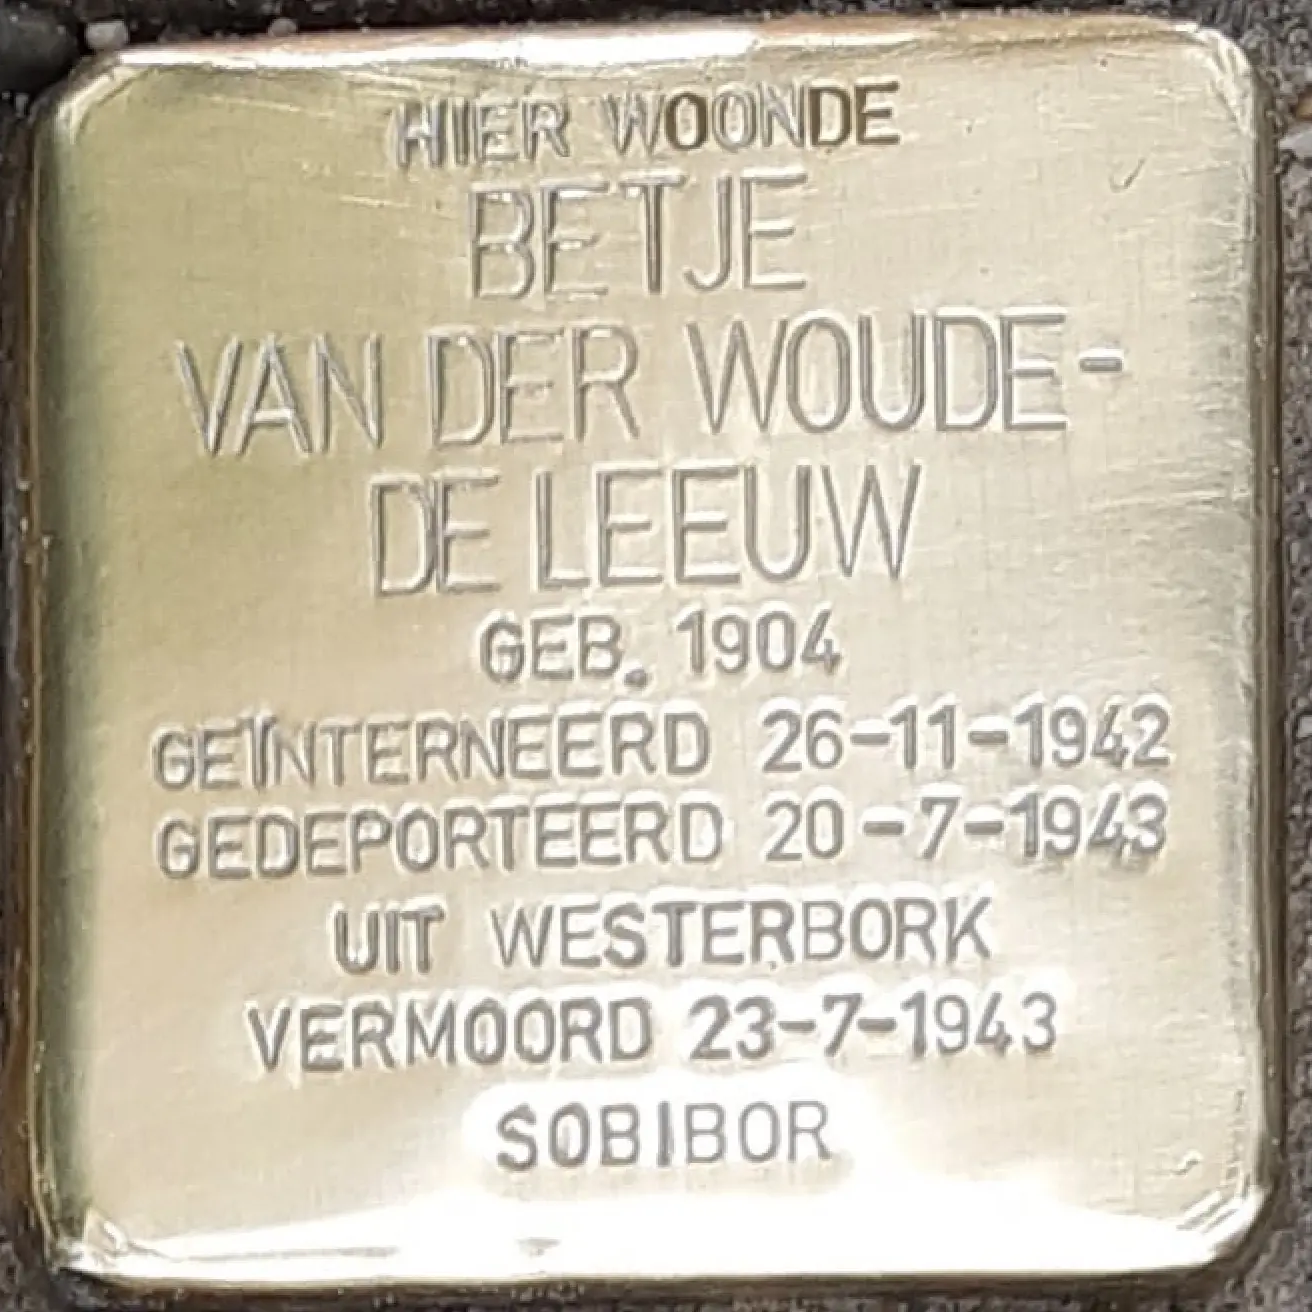 HIER WOONDE
BETJE
VAN DER WOUDE-
DE LEEUW
GEB. 1904
GEÏNTERNEERD 26-11-1942
GEDEPORTEERD 20-7-1943
UIT WESTERBORK
VERMOORD 23-7-1943
SOBIBOR